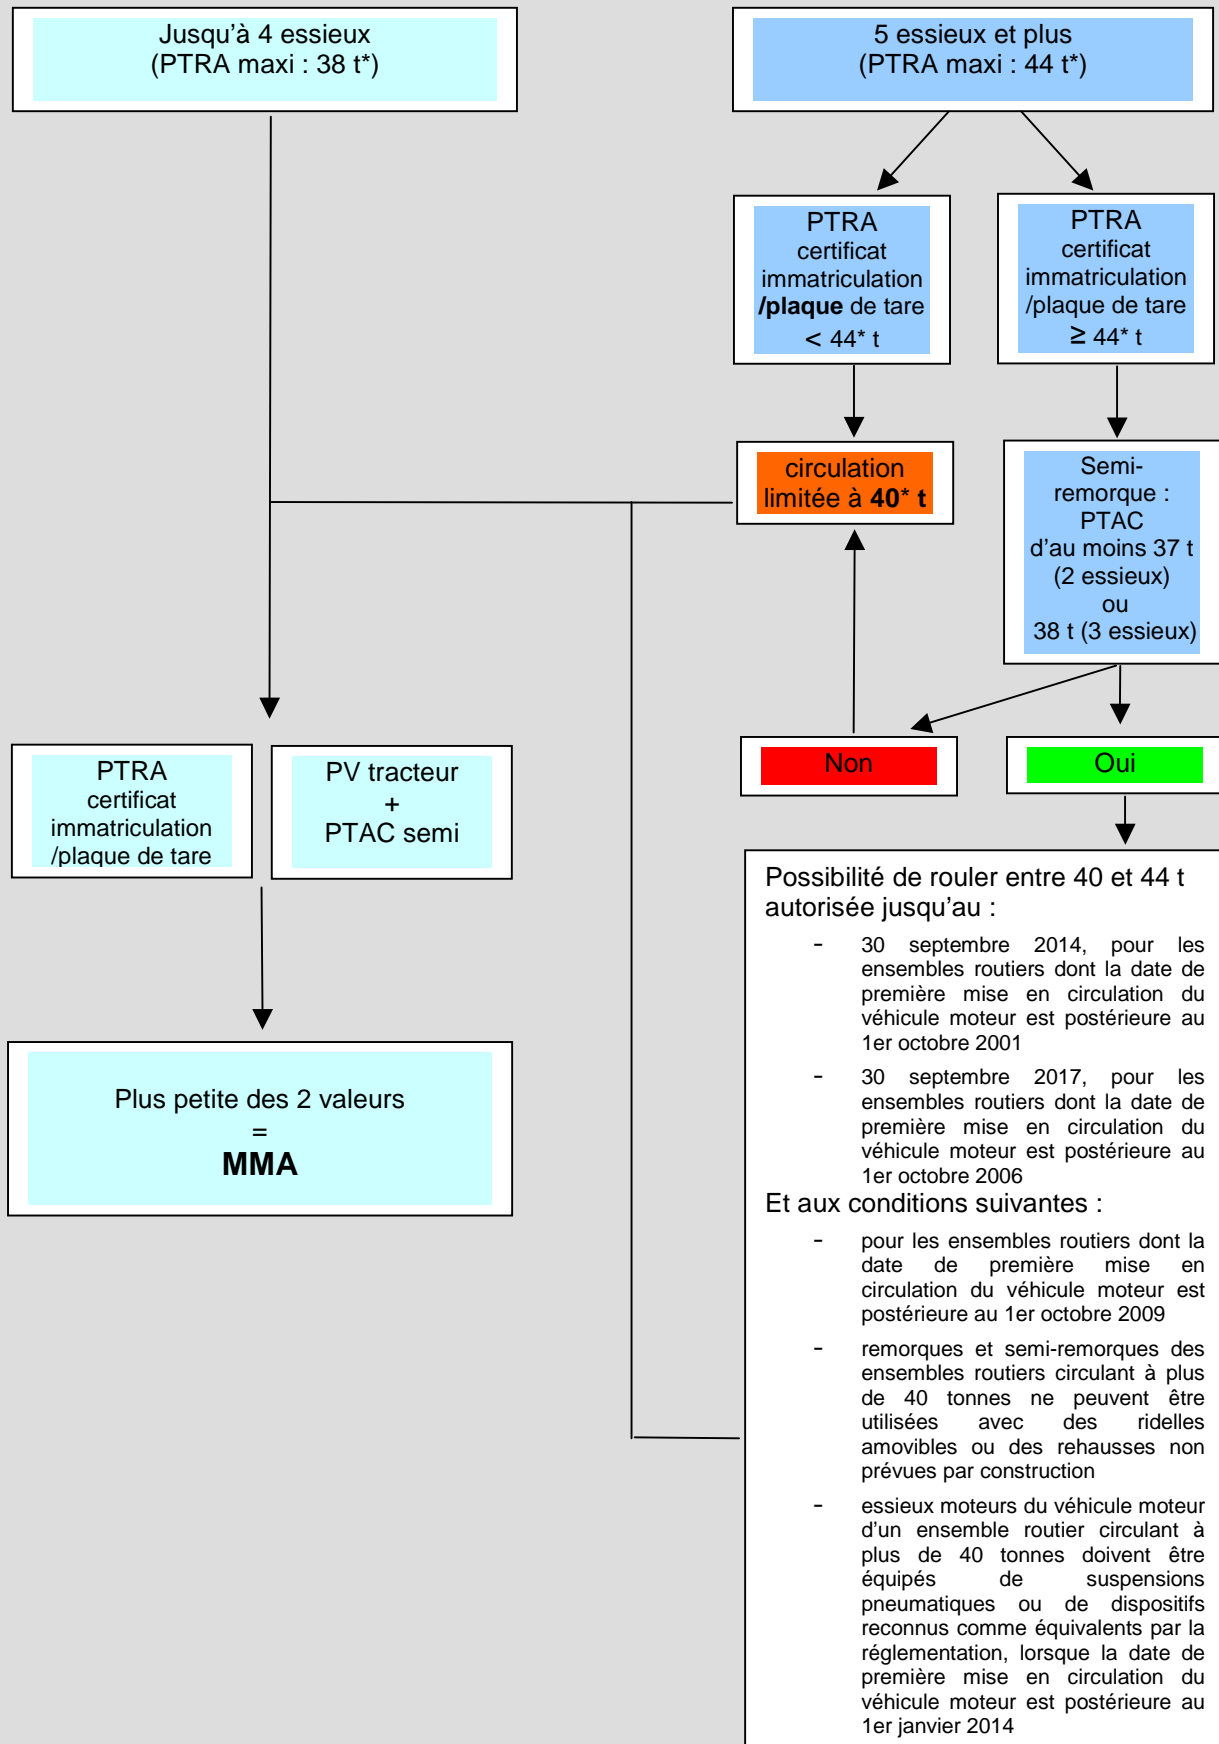 Jusqu'à 4 essieux
(PTRA maxi : 38 t*)
5 essieux et plus
(PTRA maxi : 44 t*)
PTRA
certificat
immatriculation
/plaque de tare
< 44* t
PTRA
certificat
immatriculation
/plaque de tare
≥ 44* t
circulation
limitée à 40* t
Semi-
remorque :
PTAC
d'au moins 37 t
(2 essieux)
ou
38 t (3 essieux)
Non
Oui
PTRA
certificat
immatriculation
/plaque de tare
PV tracteur
+
PTAC semi
Plus petite des 2 valeurs
=
MMA
Possibilité de rouler entre 40 et 44 t
autorisée jusqu'au :
- 30 septembre 2014, pour les
ensembles routiers dont la date de
première mise en circulation du
véhicule moteur est postérieure au
1er octobre 2001
- 30 septembre 2017, pour les
ensembles routiers dont la date de
première mise en circulation du
véhicule moteur est postérieure au
1er octobre 2006
Et aux conditions suivantes :
- pour les ensembles routiers dont la
date de première mise en
circulation du véhicule moteur est
postérieure au 1er octobre 2009
- remorques et semi-remorques des
ensembles routiers circulant à plus
de 40 tonnes ne peuvent être
utilisées avec des ridelles
amovibles ou des rehausses non
prévues par construction
- essieux moteurs du véhicule moteur
d'un ensemble routier circulant à
plus de 40 tonnes doivent être
équipés de suspensions
pneumatiques ou de dispositifs
reconnus comme équivalents par la
réglementation, lorsque la date de
première mise en circulation du
véhicule moteur est postérieure au
1er janvier 2014